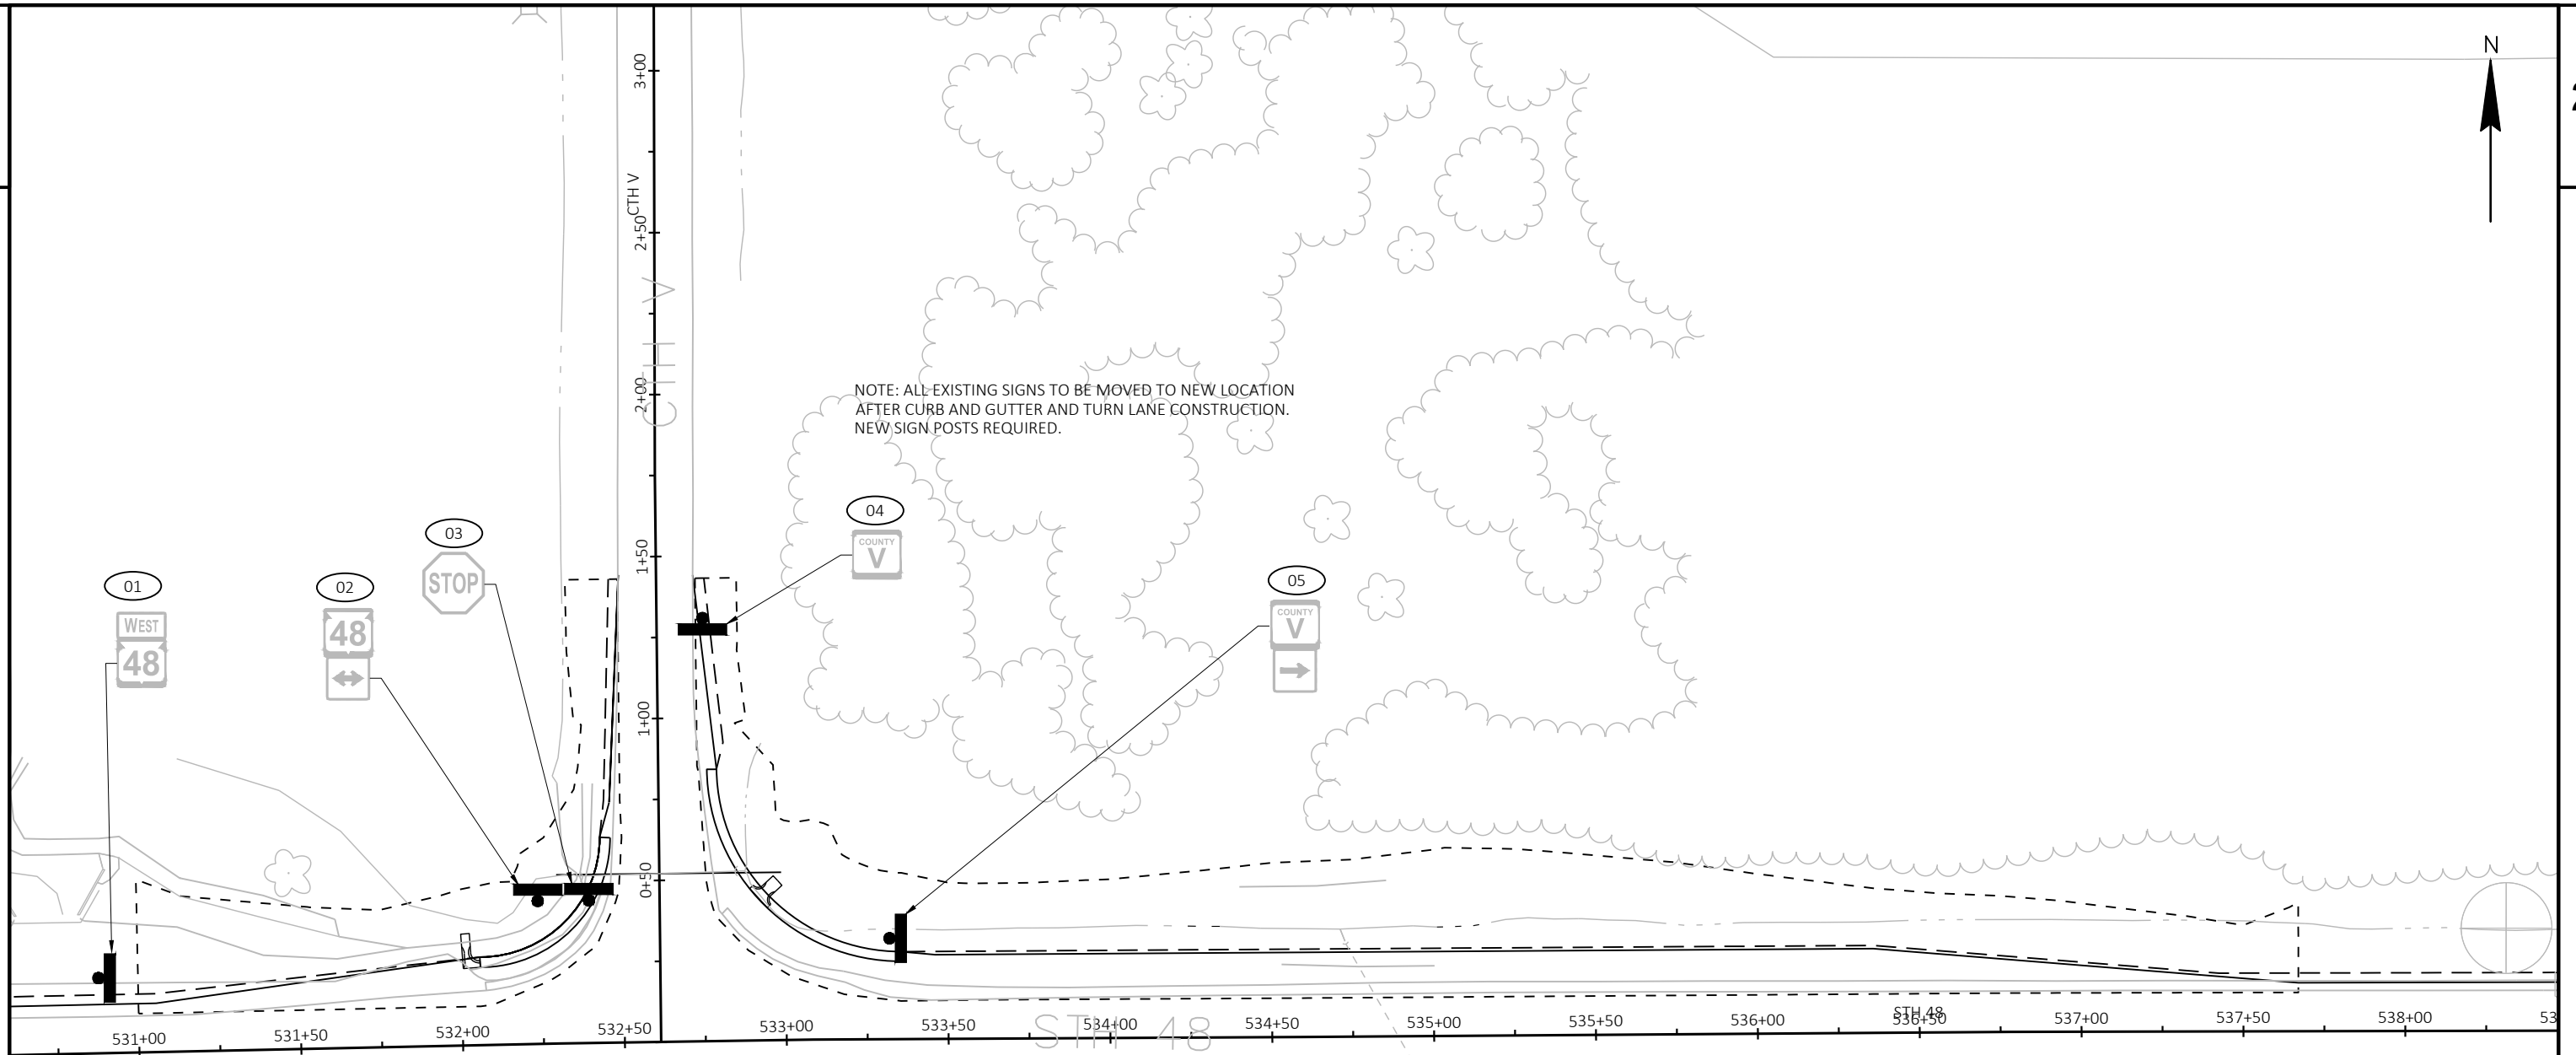 N
3+00
CTH V
2+50
CTH V
2+00
NOTE: ALL EXISTING SIGNS TO BE MOVED TO NEW LOCATION
AFTER CURB AND GUTTER AND TURN LANE CONSTRUCTION.
NEW SIGN POSTS REQUIRED.
04
COUNTY
V
03
STOP
1+50
01
WEST
48
02
48
05
COUNTY
V
1+00
0+50
STH 48
STH 48
531+00
531+50
532+00
532+50
533+00
533+50
534+00
534+50
535+00
535+50
536+00
536+50
537+00
537+50
538+00
53